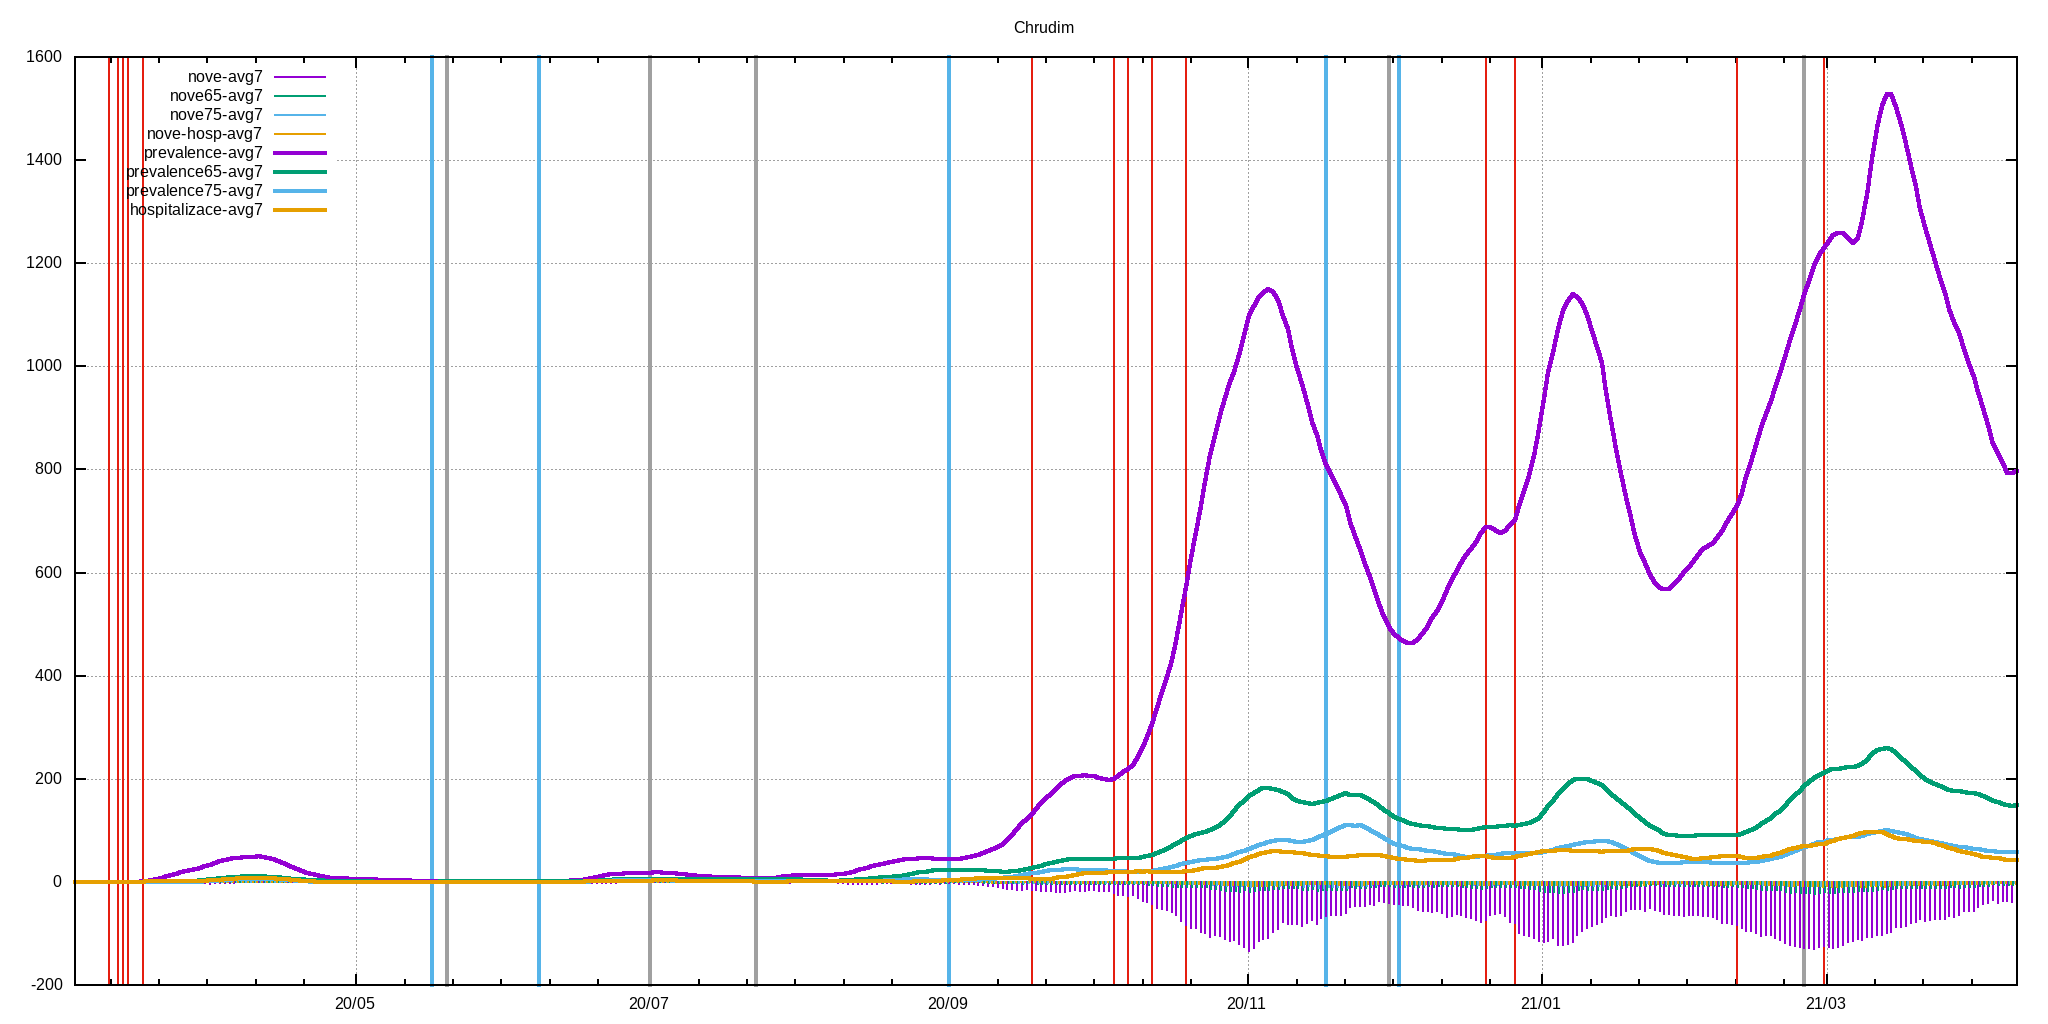 Chrudim
1600
1400
1200
1000
800
600
400
200
0
-200
nove-avg7
nove65-avg7
nove75-avg7
nove-hosp-avg7
prevalence-avg7
prevalence65-avg7
prevalence75-avg7
hospitalizace-avg7
20/05
20/07
20/09
20/11
21/01
21/03